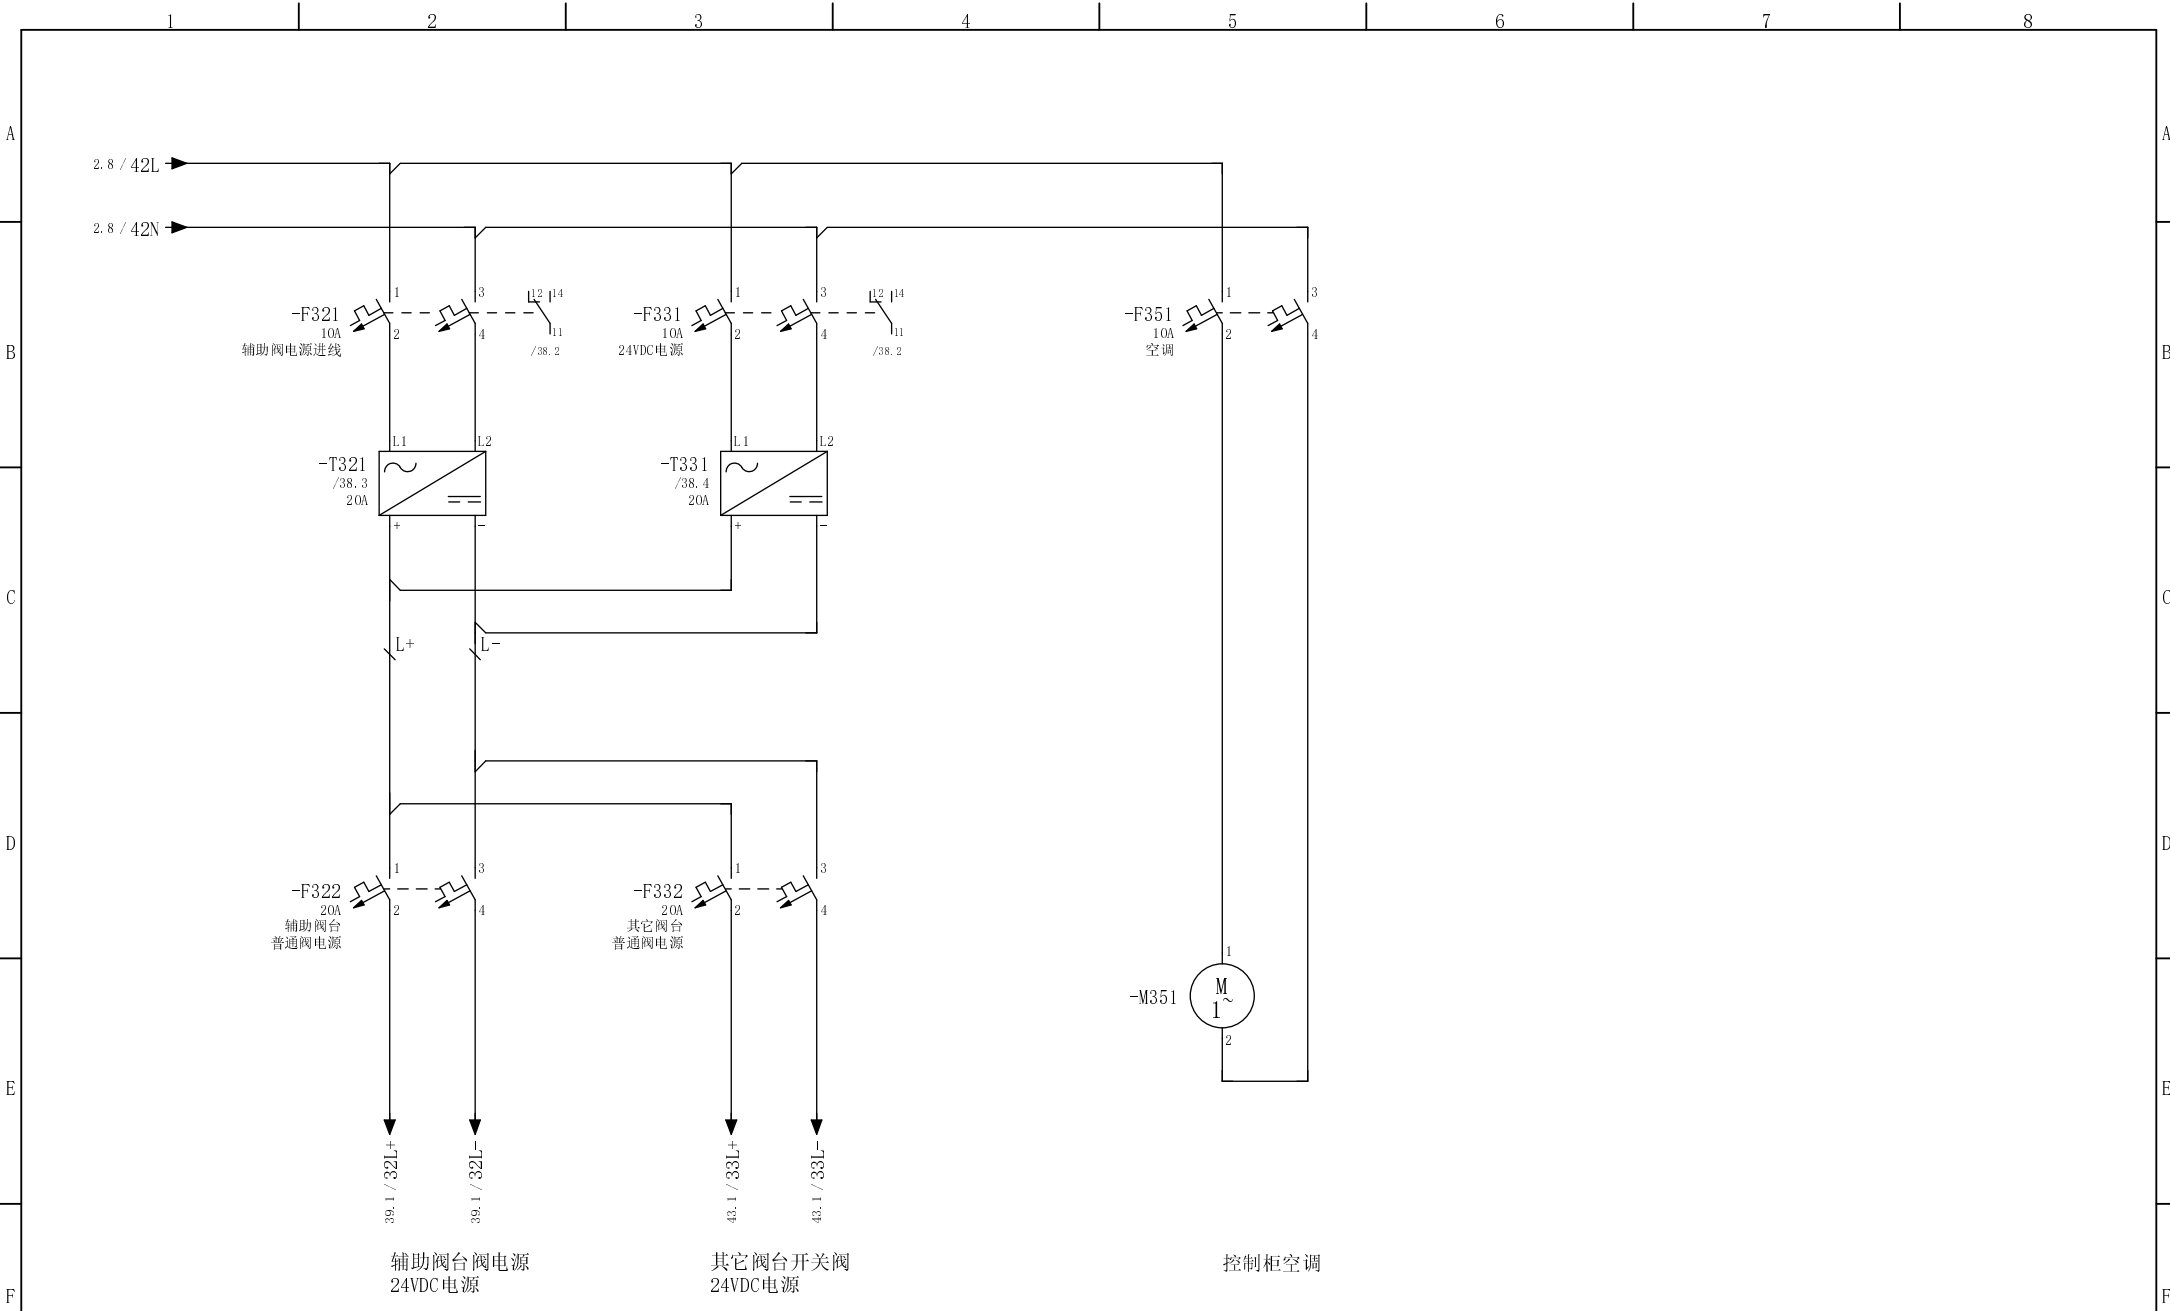 1 2 3 4 5 6 7 8
A A
2.8 / 42L
2.8 / 42N
1 3 12 14 1 3 12 14 1 3
-F321 -F331 -F351
10A 2 4 11 10A 2 4 11 10A 2 4
B 辅助阀电源进线 /38.2 24VDC电源 /38.2 空调 B
L1 L2 L1 L2
-T321 -T331
/38.3 /38.4
20A 20A
+ - + -
C C
L+ L-
D D
1 3 1 3
-F322 -F332
20A 2 4 20A 2 4
辅助阀台 其它阀台
普通阀电源 普通阀电源
1
M
-M351
1~
2
E E
39.1 / 32L+
39.1 / 32L-
43.1 / 33L+
43.1 / 33L-
辅助阀台阀电源 其它阀台开关阀 控制柜空调
24VDC电源 24VDC电源
F F